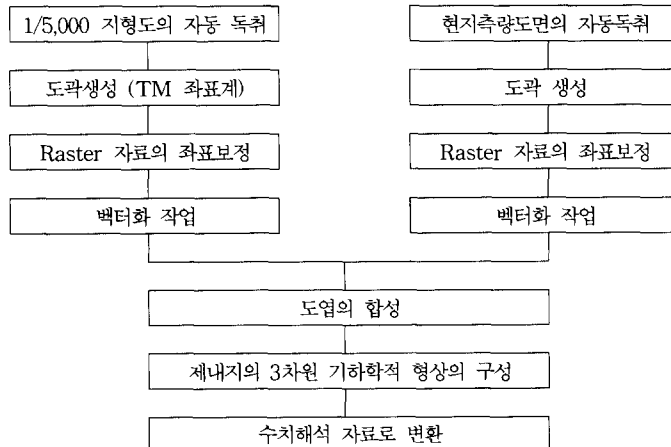 1/5,000 지형도의 자동 독취
현지측량도면의 자동독취
도곽생성 (TM 좌표계)
도곽 생성
Raster 자료의 좌표보정
Raster 자료의 좌표보정
벡터화 작업
벡터화 작업
도엽의 합성
제내지의 3차원 기하학적 형상의 구성
수치해석 자료로 변환